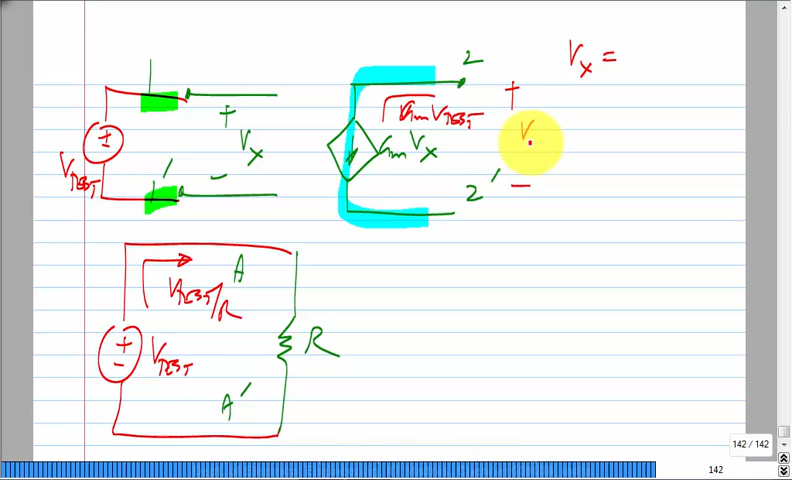 1
+
Vx
-
1'
VTEST
±
2
gm VTEST
gm Vx
2'
+
V
-
Vx =
A
VTEST/R
+
-
VTEST
R
A'
142 / 142
142